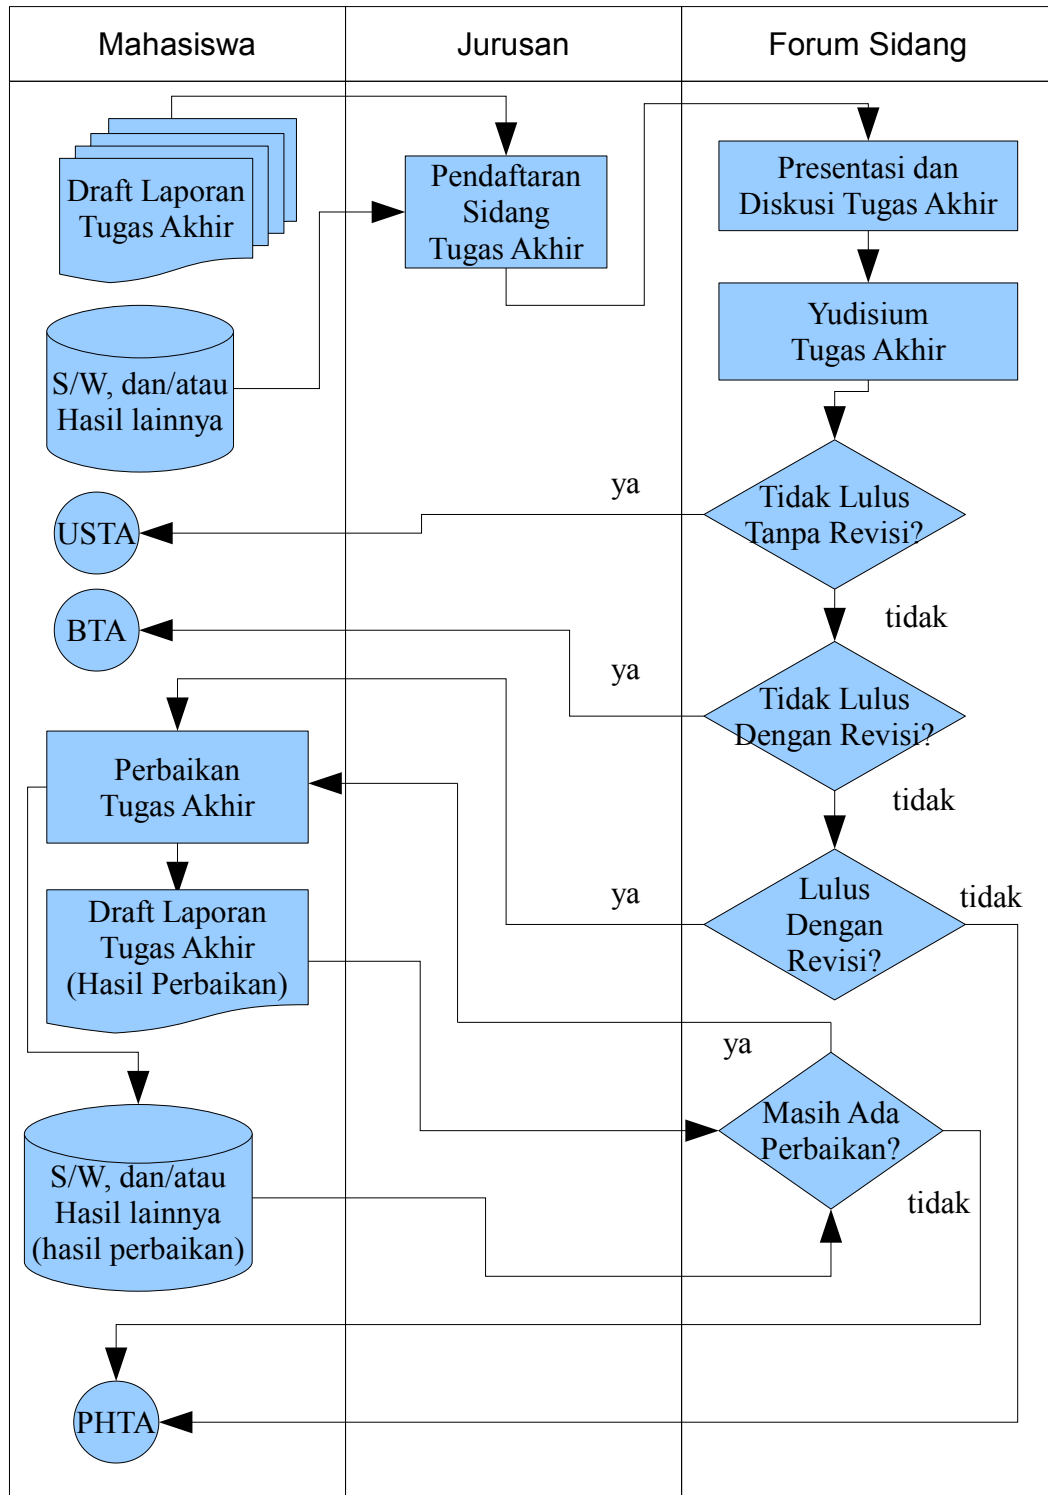 Mahasiswa
Jurusan
Forum Sidang
Draft Laporan
Tugas Akhir
Pendaftaran
Sidang
Tugas Akhir
Presentasi dan
Diskusi Tugas Akhir
S/W, dan/atau
Hasil lainnya
Yudisium
Tugas Akhir
USTA
ya
Tidak Lulus
Tanpa Revisi?
tidak
BTA
ya
Tidak Lulus
Dengan Revisi?
tidak
Perbaikan
Tugas Akhir
ya
Lulus
Dengan
Revisi?
tidak
Draft Laporan
Tugas Akhir
(Hasil Perbaikan)
ya
Masih Ada
Perbaikan?
tidak
S/W, dan/atau
Hasil lainnya
(hasil perbaikan)
PHTA